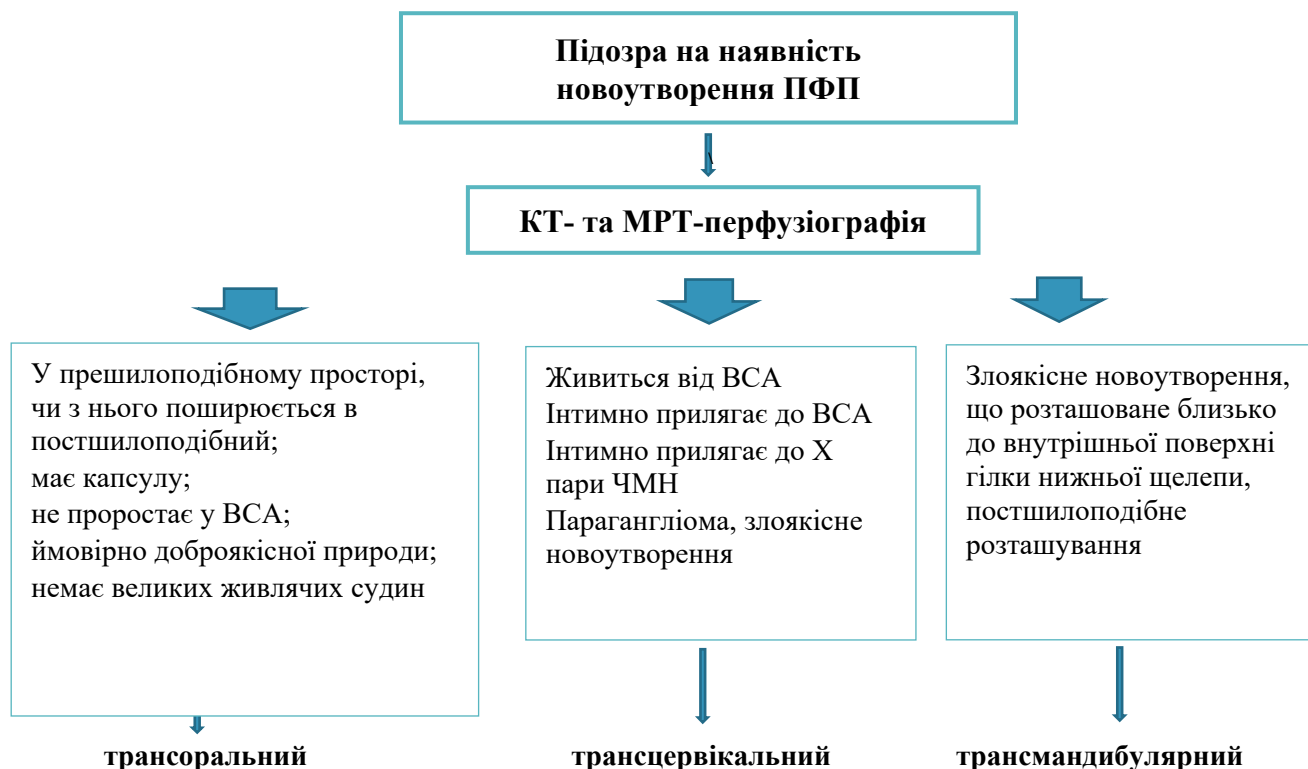 Підозра на наявність
новоутворення ПФП
\
КТ- та МРТ-перфузіографія
У прешилоподібному просторі,
чи з нього поширюється в
постшилоподібний;
має капсулу;
не проростає у ВСА;
ймовірно доброякісної природи;
немає великих живлячих судин
Живиться від ВСА
Інтимно прилягає до ВСА
Інтимно прилягає до X
пари ЧМН
Парагангліома, злоякісне
новоутворення
Злоякісне новоутворення,
що розташоване близько
до внутрішньої поверхні
гілки нижньої щелепи,
постшилоподібне
розташування
трансоральний
трансцервікальний
трансмандибулярний